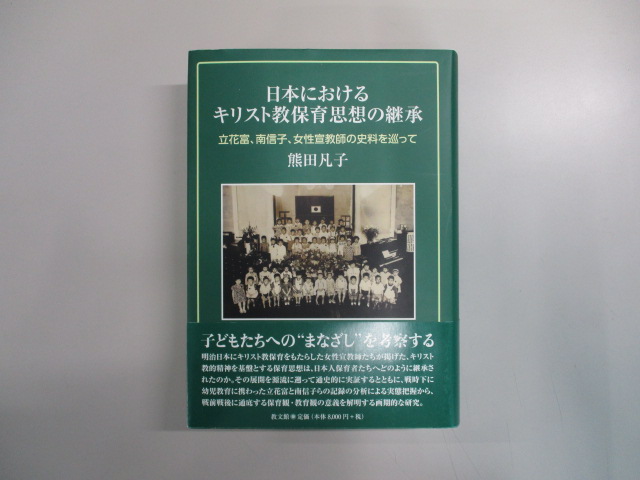 日本における
キリスト教保育思想の継承
立花富、南信子、女性宣教師の史料を巡って
熊田凡子
子どもたちへの“まなざし”を考察する
明治日本にキリスト教保育をもたらした女性宣教師たちが掲げた、キリスト
教的精神を基盤とする保育思想は、日本人保育者たちへどのように継承さ
れたのか。その展開を源流に遡って通史的に実証するとともに、戦時下に
幼児教育に携わった立花富と南信子らの記録の分析による実態把握から、
戦前戦後に通底する保育観・教育観の意義を解明する画期的な研究。
教文館●定価(本体8,000円+税)